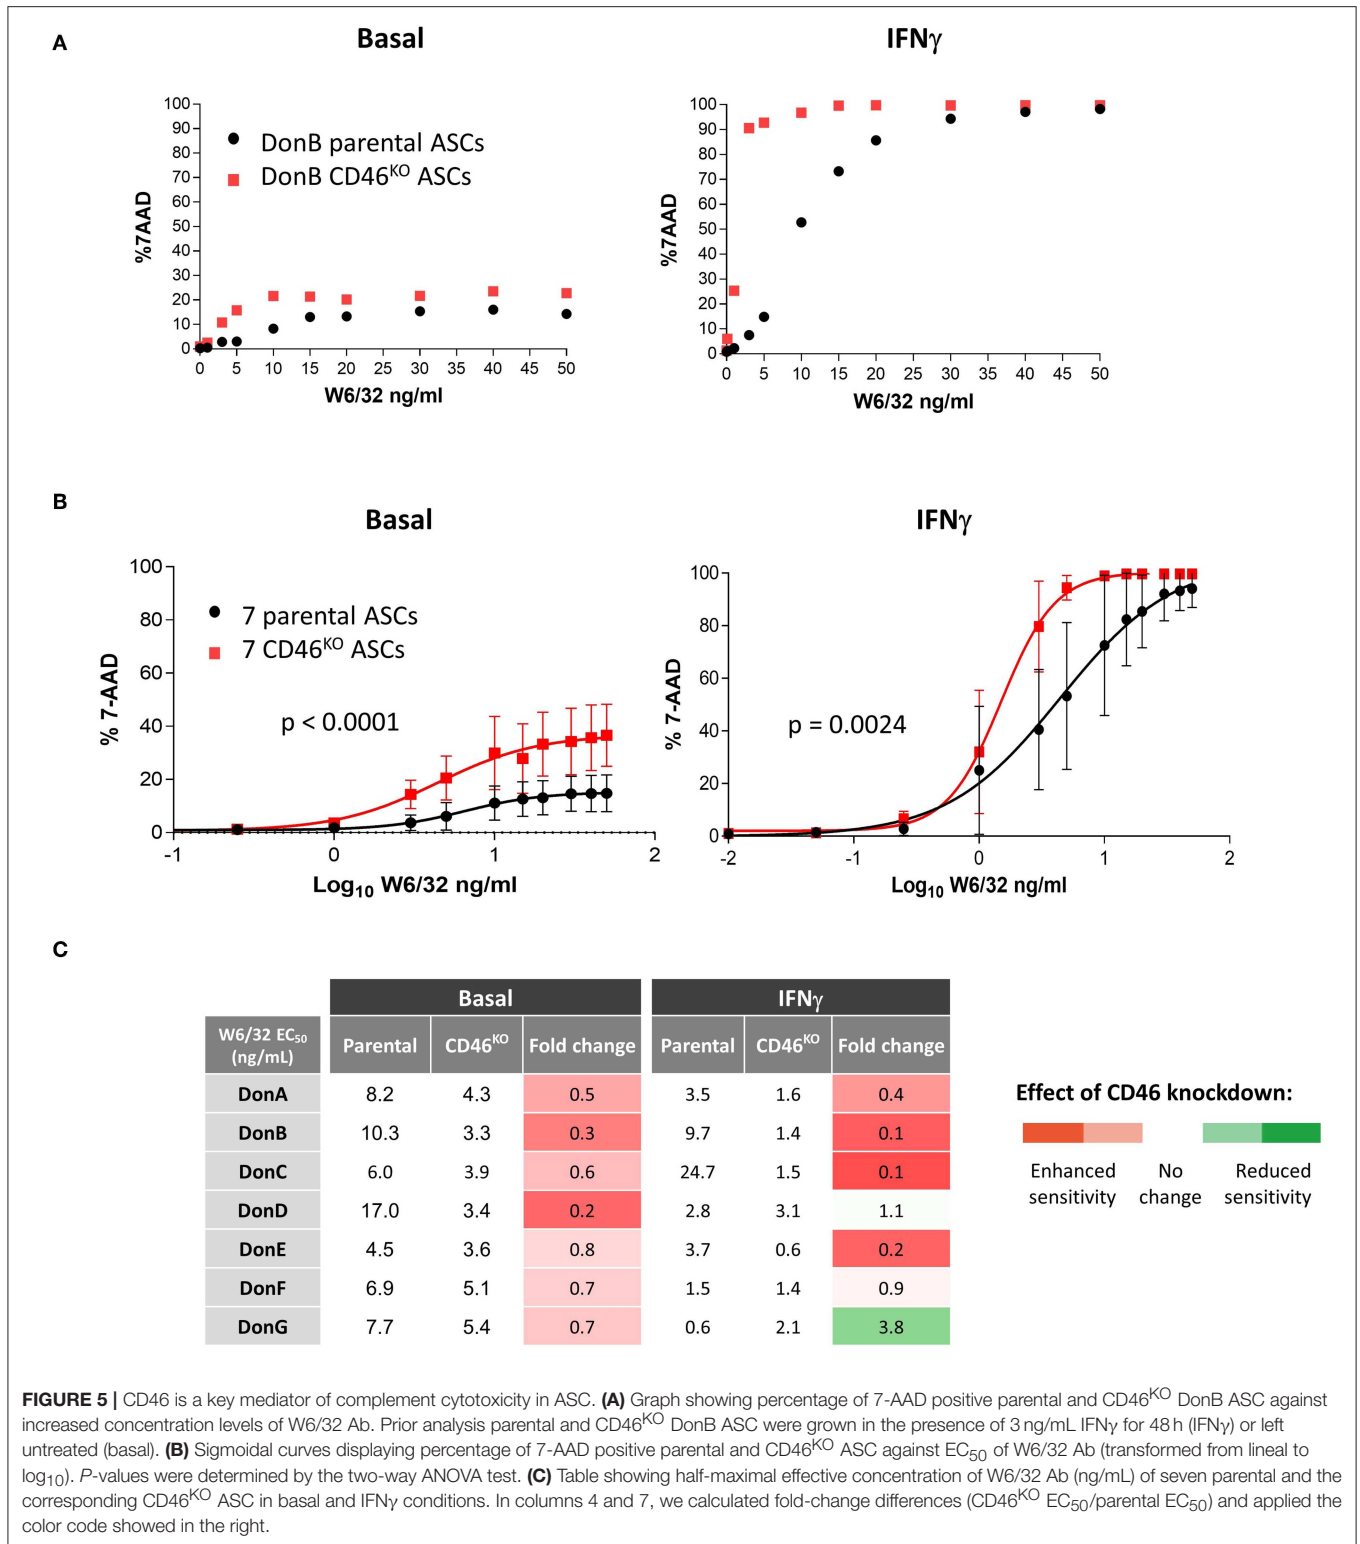 A
Basal
IFNγ
100
90
80
70
60
50
40
30
20
10
0
%7AAD
DonB parental ASCs
DonB CD46KO ASCs
0 5 10 15 20 25 30 35 40 45 50
W6/32 ng/ml
100
90
80
70
60
50
40
30
20
10
0
%7AAD
0 5 10 15 20 25 30 35 40 45 50
W6/32 ng/ml
B
Basal
IFNγ
100
80
60
40
20
0
% 7-AAD
7 parental ASCs
7 CD46KO ASCs
p < 0.0001
-1 0 1 2
Log10 W6/32 ng/ml
100
80
60
40
20
0
% 7-AAD
p = 0.0024
-2 -1 0 1 2
Log10 W6/32 ng/ml
C
Basal IFNγ
W6/32 EC50 (ng/mL) Parental CD46KO Fold change Parental CD46KO Fold change
DonA 8.2 4.3 0.5 3.5 1.6 0.4
DonB 10.3 3.3 0.3 9.7 1.4 0.1
DonC 6.0 3.9 0.6 24.7 1.5 0.1
DonD 17.0 3.4 0.2 2.8 3.1 1.1
DonE 4.5 3.6 0.8 3.7 0.6 0.2
DonF 6.9 5.1 0.7 1.5 1.4 0.9
DonG 7.7 5.4 0.7 0.6 2.1 3.8
Effect of CD46 knockdown:
Enhanced sensitivity
No change
Reduced sensitivity
FIGURE 5 | CD46 is a key mediator of complement cytotoxicity in ASC. (A) Graph showing percentage of 7-AAD positive parental and CD46KO DonB ASC against
increased concentration levels of W6/32 Ab. Prior analysis parental and CD46KO DonB ASC were grown in the presence of 3 ng/mL IFNγ for 48 h (IFNγ) or left
untreated (basal). (B) Sigmoidal curves displaying percentage of 7-AAD positive parental and CD46KO ASC against EC50 of W6/32 Ab (transformed from lineal to
log10). P-values were determined by the two-way ANOVA test. (C) Table showing half-maximal effective concentration of W6/32 Ab (ng/mL) of seven parental and the
corresponding CD46KO ASC in basal and IFNγ conditions. In columns 4 and 7, we calculated fold-change differences (CD46KO EC50/parental EC50) and applied the
color code showed in the right.